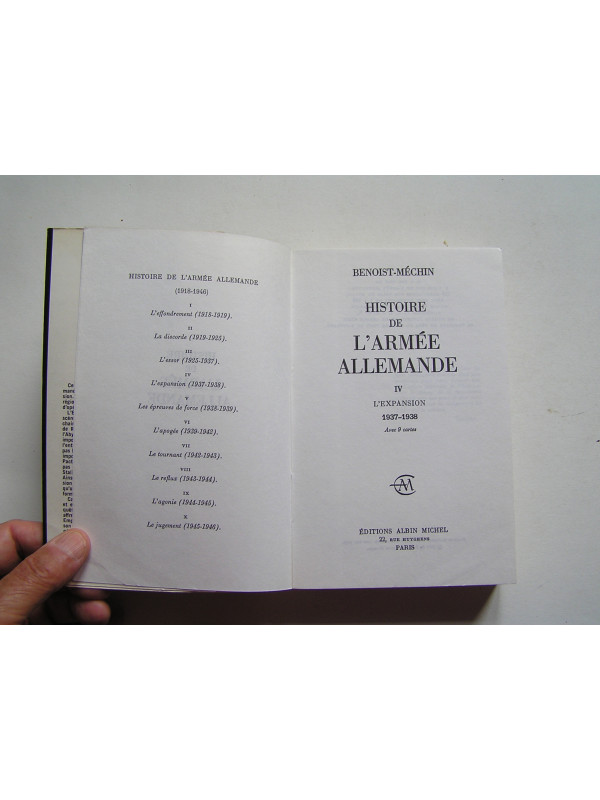 HISTOIRE DE L'ARMÉE ALLEMANDE
(1918-1946)
I
L'effondrement (1918-1919).
II
La discorde (1919-1925).
III
L'essor (1925-1937).
IV
L'expansion (1937-1938).
V
Les épreuves de force (1938-1939).
VI
L'apogée (1939-1942).
VII
Le tournant (1942-1943).
VIII
Le reflux (1943-1944).
IX
L'agonie (1944-1945).
X
Le jugement (1945-1946).
BENOIST-MÉCHIN
HISTOIRE
DE
L'ARMÉE
ALLEMANDE
IV
L'EXPANSION
1937-1938
Avec 9 cartes
ÉDITIONS ALBIN MICHEL
22, RUE HUYGHENS
PARIS